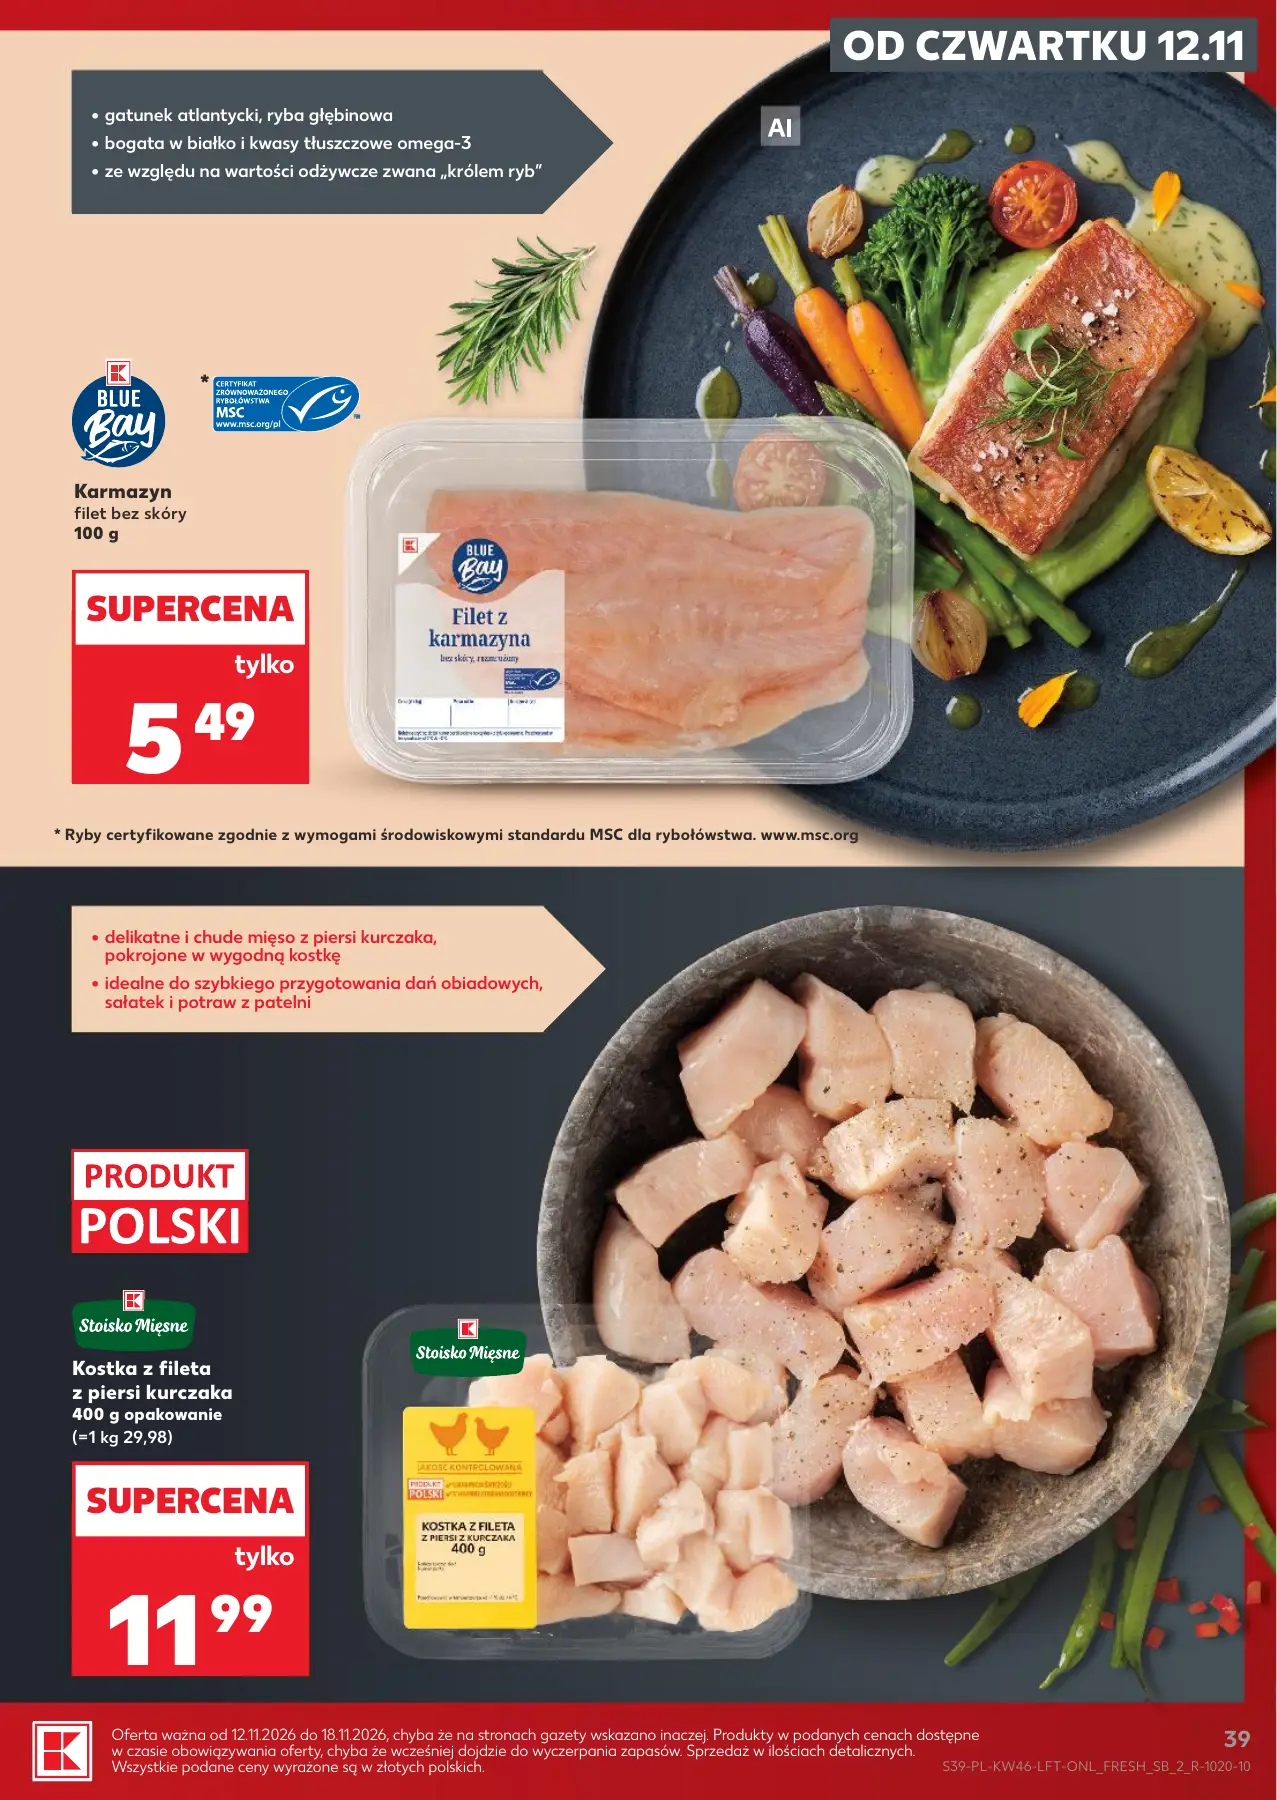 OD CZWARTKU 12.11
• gatunek atlantycki, ryba głębinowa
• bogata w białko i kwasy tłuszczowe omega-3
• ze względu na wartości odżywcze zwana „królem ryb”
AI
BLUE
Bay
*
CERTYFIKAT
ZRÓWNOWAŻONEGO
RYBOŁÓWSTWA
MSC
www.msc.org/pl
Karmazyn
filet bez skóry
100 g
SUPERCENA
tylko
5 49
BLUE
Bay
Filet z
karmazyna
bez skóry, rozmrożony
* Ryby certyfikowane zgodnie z wymogami środowiskowymi standardu MSC dla rybołówstwa. www.msc.org
• delikatne i chude mięso z piersi kurczaka,
pokrojone w wygodną kostkę
• idealne do szybkiego przygotowania dań obiadowych,
sałatek i potraw z patelni
PRODUKT
POLSKI
Stoisko Mięsne
Kostka z fileta
z piersi kurczaka
400 g opakowanie
(=1 kg 29,98)
SUPERCENA
tylko
11 99
Stoisko Mięsne
JAKOŚĆ KONTROLOWANA
PRODUKT
POLSKI
KOSTKA Z FILETA
Z PIERSI Z KURCZAKA
400 g
Oferta ważna od 12.11.2026 do 18.11.2026, chyba że na stronach gazety wskazano inaczej. Produkty w podanych cenach dostępne
w czasie obowiązywania oferty, chyba że wcześniej dojdzie do wyczerpania zapasów. Sprzedaż w ilościach detalicznych.
Wszystkie podane ceny wyrażone są w złotych polskich.
39
S39-PL-KW46-LFT-ONL_FRESH_SB_2_R-1020-10